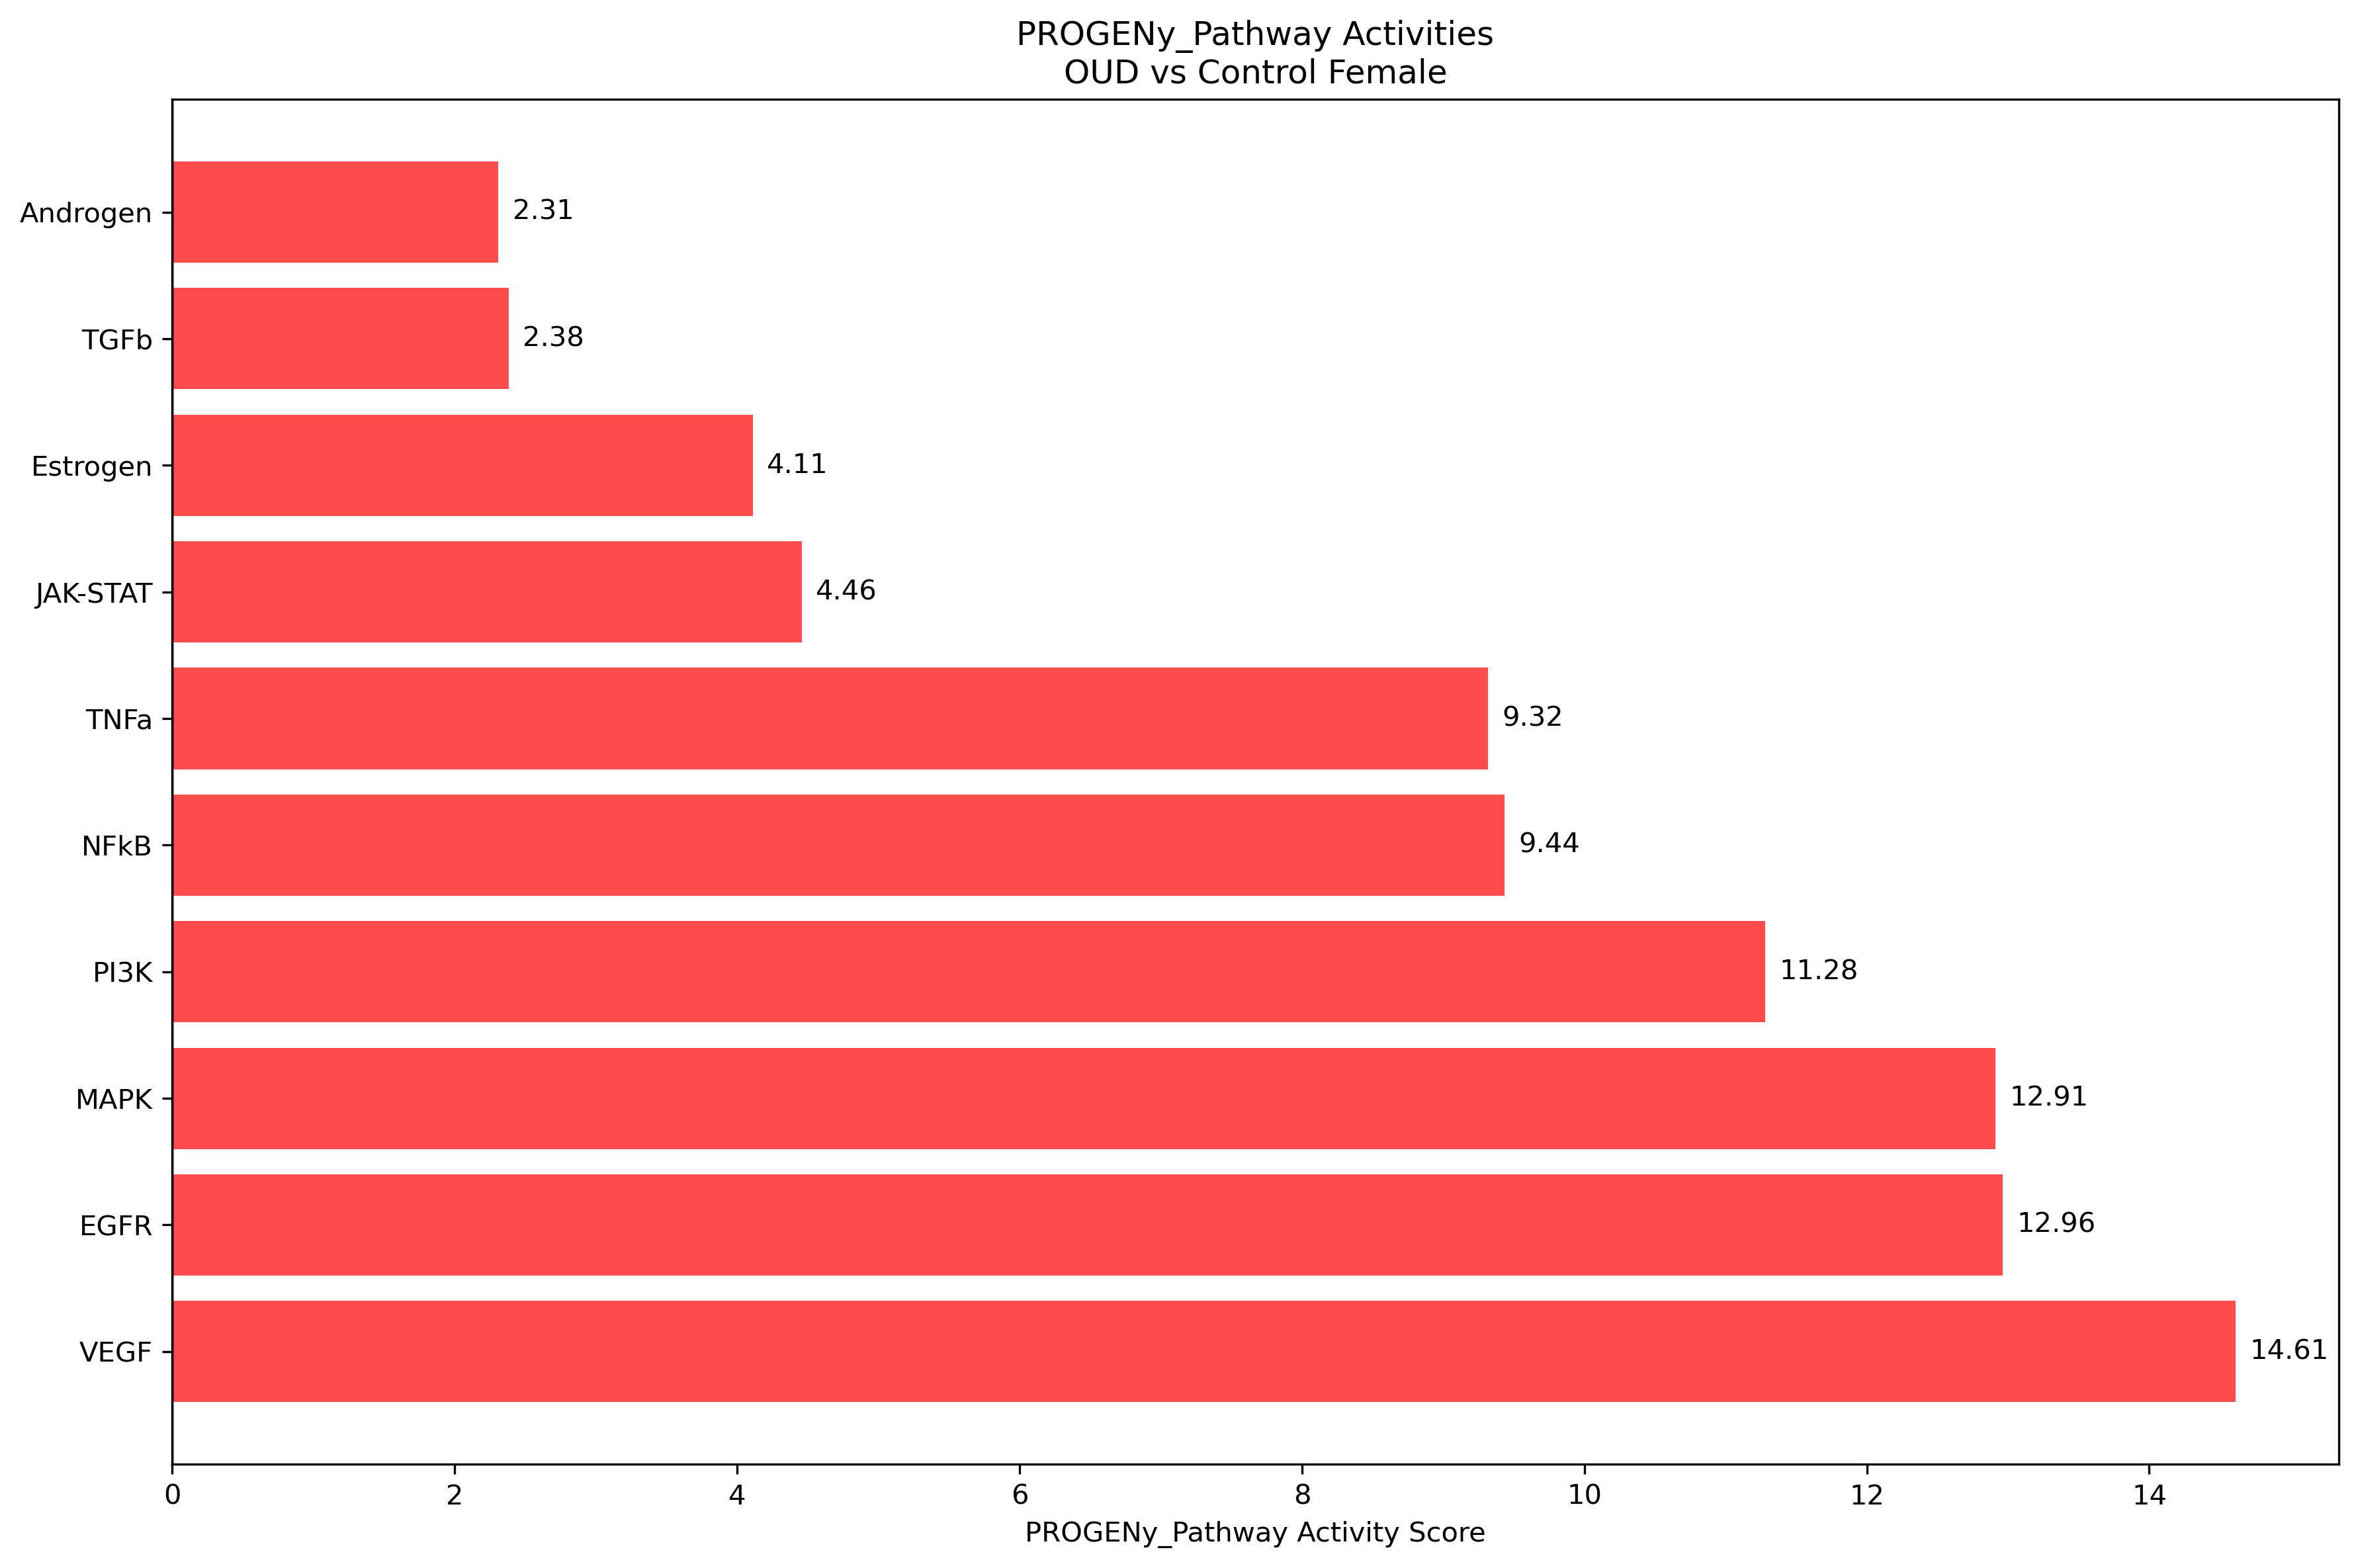 PROGENy_Pathway Activities
OUD vs Control Female
Androgen 2.31
TGFb 2.38
Estrogen 4.11
JAK-STAT 4.46
TNFa 9.32
NFkB 9.44
PI3K 11.28
MAPK 12.91
EGFR 12.96
VEGF 14.61
0 2 4 6 8 10 12 14
PROGENy_Pathway Activity Score